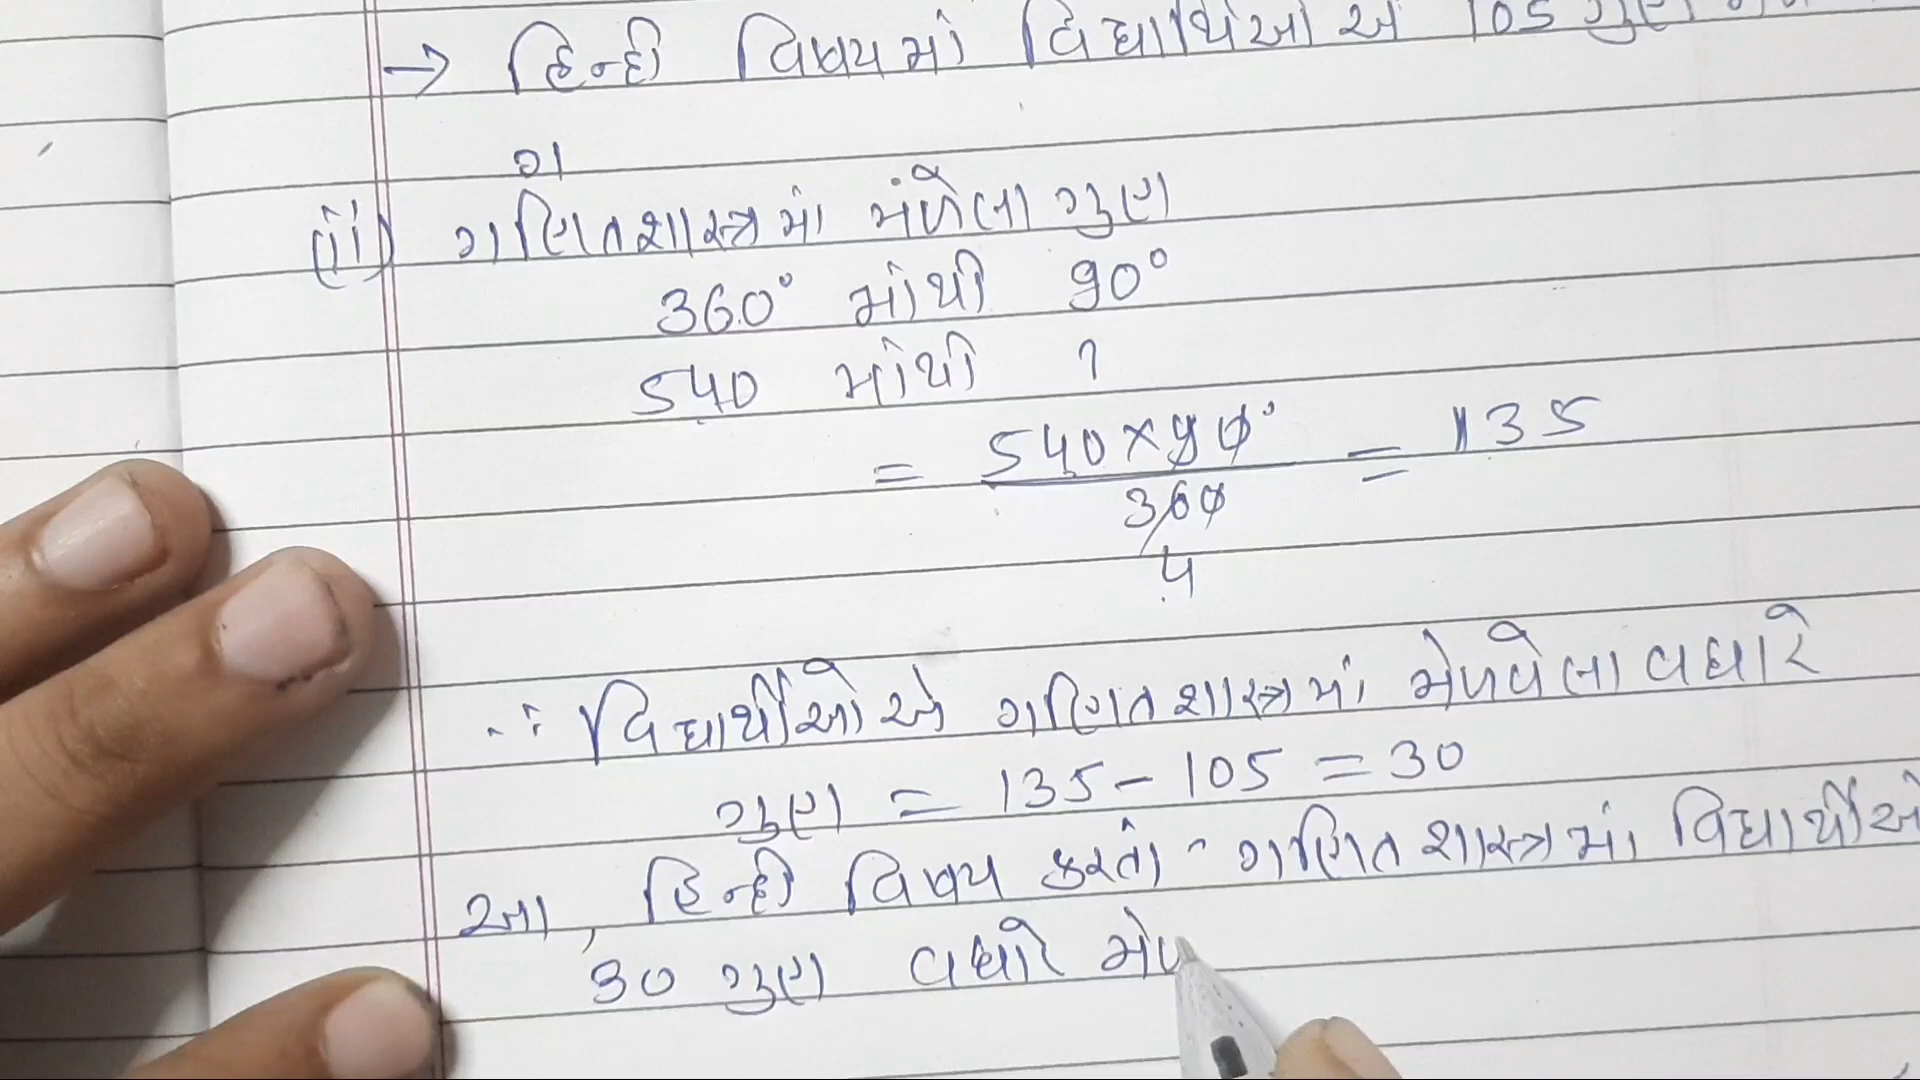 → હિન્દી વિષયમાં વિદ્યાર્થિઓ એ 105 ગુણ
ગા
(ii) ગણિતશાસ્ત્રમાં મંળેલા ગુણ
360° માંથી 90°
540 માંથી ?
= 540×90° / 360 = 135
4
∴ વિદ્યાર્થીઓએ ગણિતશાસ્ત્રમાં મેળવેલા વધારે
ગુણ = 135 - 105 = 30
આ, હિન્દી વિષય કરતાં ગણિતશાસ્ત્રમાં વિદ્યાર્થીઓએ
30 ગુણ વધારે મેળ